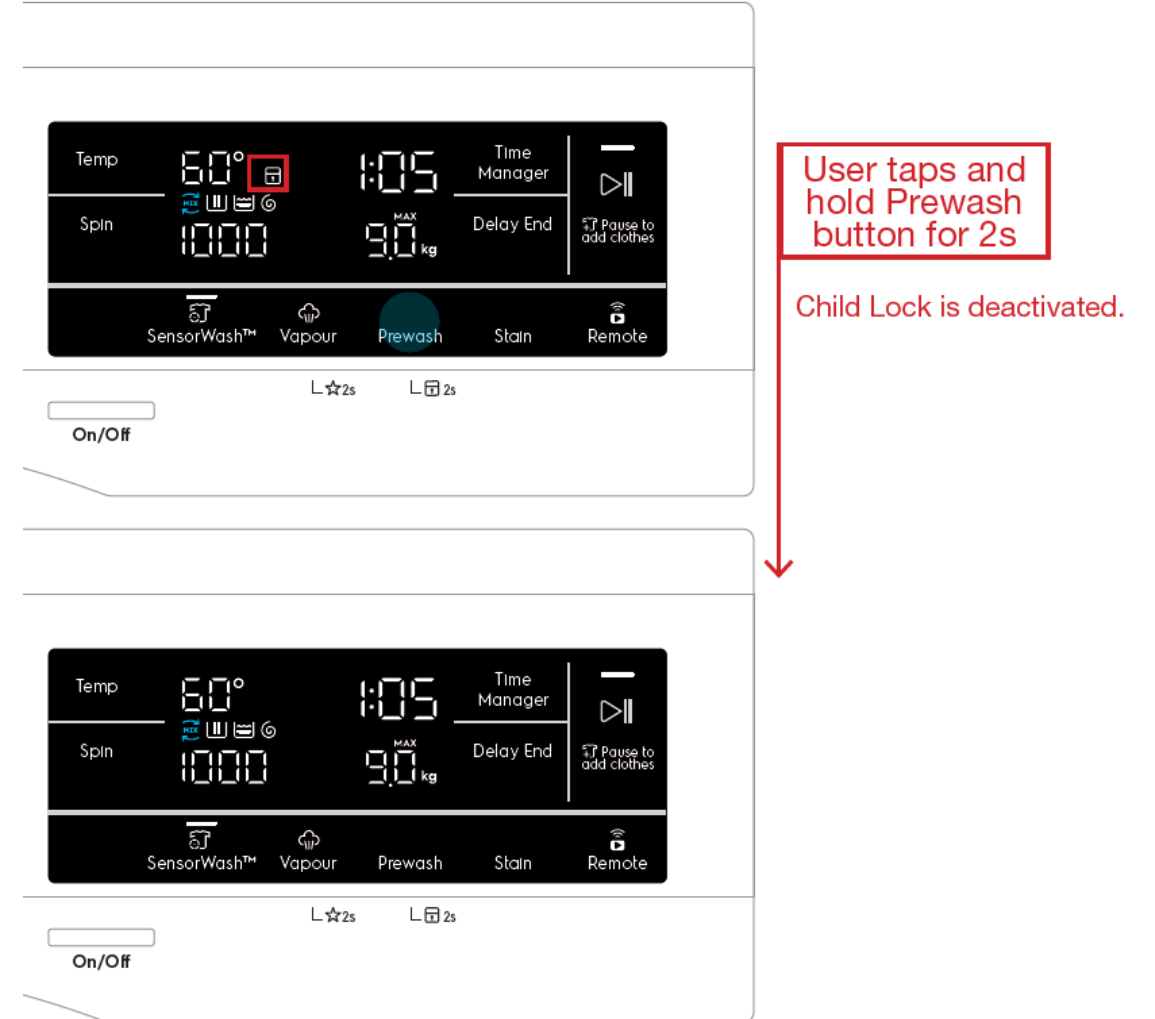 Temp
60°
1:05
Time
Manager
MIX
Spin
1000
MAX
9.0 kg
Delay End
Pause to
add clothes
SensorWash™
Vapour
Prewash
Stain
Remote
2s
2s
On/Off
User taps and
hold Prewash
button for 2s
Child Lock is deactivated.
Temp
60°
1:05
Time
Manager
MIX
Spin
1000
MAX
9.0 kg
Delay End
Pause to
add clothes
SensorWash™
Vapour
Prewash
Stain
Remote
2s
2s
On/Off